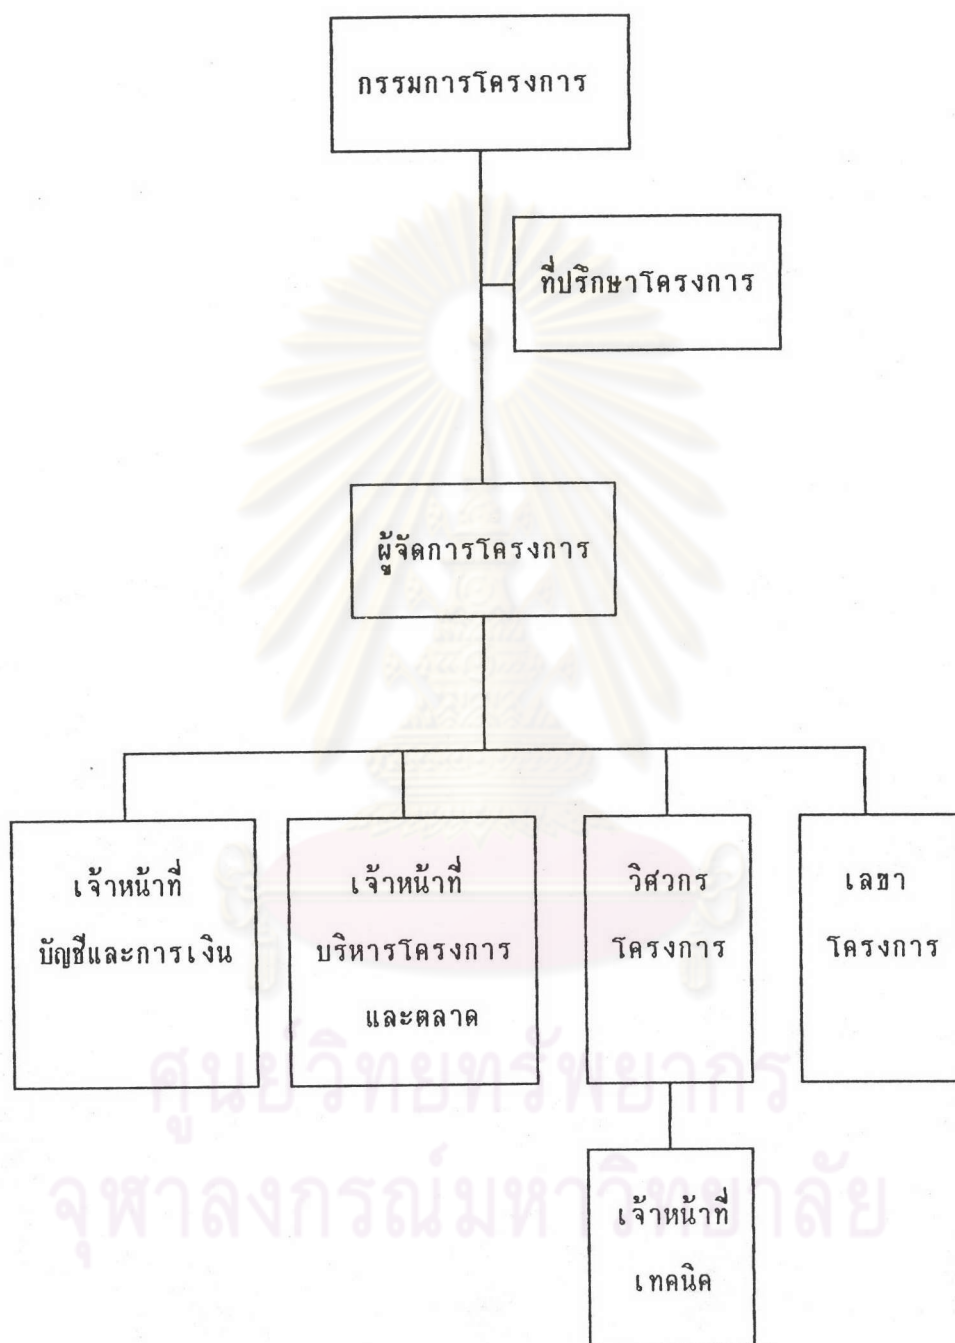 กรรมการโครงการ
ที่ปรึกษาโครงการ
ผู้จัดการโครงการ
เจ้าหน้าที่
บัญชีและการเงิน
เจ้าหน้าที่
บริหารโครงการ
และตลาด
วิศวกร
โครงการ
เลขา
โครงการ
เจ้าหน้าที่
เทคนิค
ศูนย์วิทยทรัพยากร
จุฬาลงกรณ์มหาวิทยาลัย